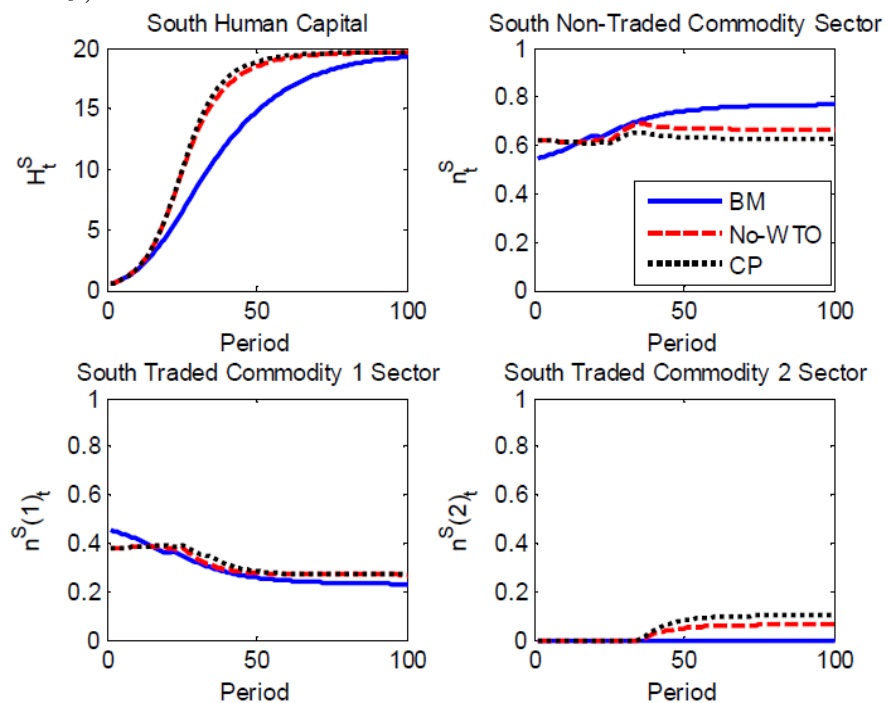 South Human Capital
20
15
10
5
0
H_t^S
0 50 100
Period
South Non-Traded Commodity Sector
1
0.8
0.6
0.4
0.2
0
n_t^S
BM
No-WTO
CP
0 50 100
Period
South Traded Commodity 1 Sector
1
0.8
0.6
0.4
0.2
0
n^S(1)_t
0 50 100
Period
South Traded Commodity 2 Sector
1
0.8
0.6
0.4
0.2
0
n^S(2)_t
0 50 100
Period